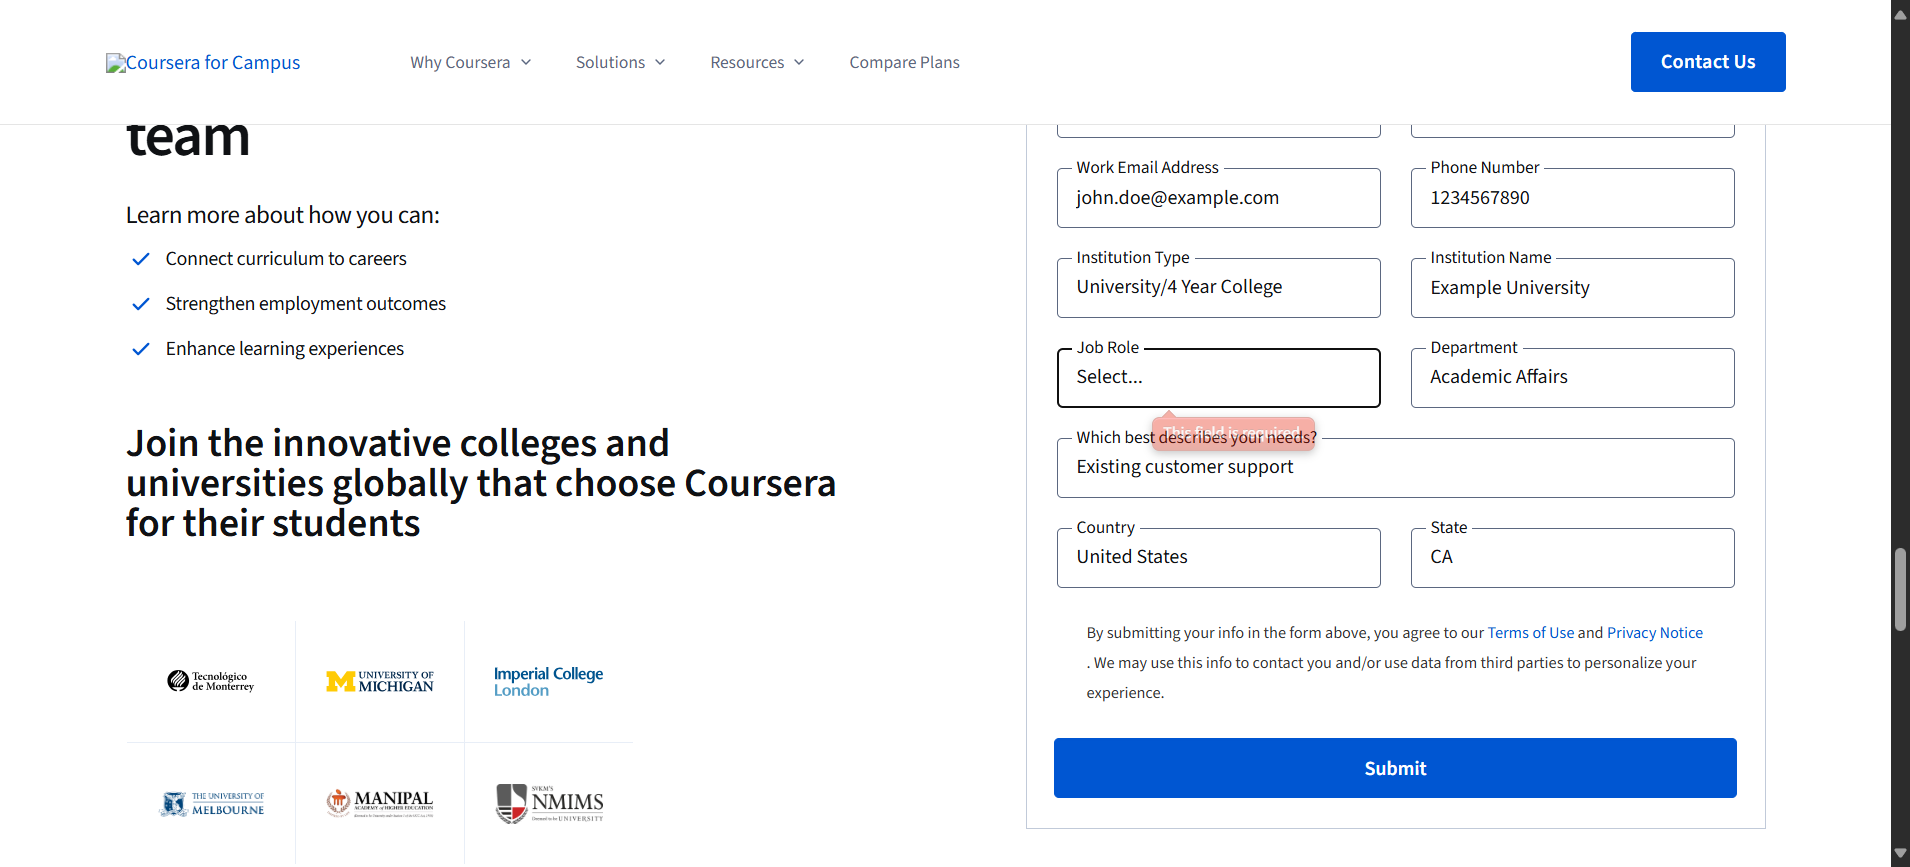 Coursera for Campus
Why Coursera
Solutions
Resources
Compare Plans
Contact Us
team
Learn more about how you can:
Connect curriculum to careers
Strengthen employment outcomes
Enhance learning experiences
Join the innovative colleges and
universities globally that choose Coursera
for their students
Tecnológico
de Monterrey
M UNIVERSITY OF
MICHIGAN
Imperial College
London
THE UNIVERSITY OF
MELBOURNE
MANIPAL
SVKM'S
NMIMS
Work Email Address
john.doe@example.com
Phone Number
1234567890
Institution Type
University/4 Year College
Institution Name
Example University
Job Role
Select...
Department
Academic Affairs
This field is required.
Which best describes your needs?
Existing customer support
Country
United States
State
CA
By submitting your info in the form above, you agree to our Terms of Use and Privacy Notice
. We may use this info to contact you and/or use data from third parties to personalize your
experience.
Submit